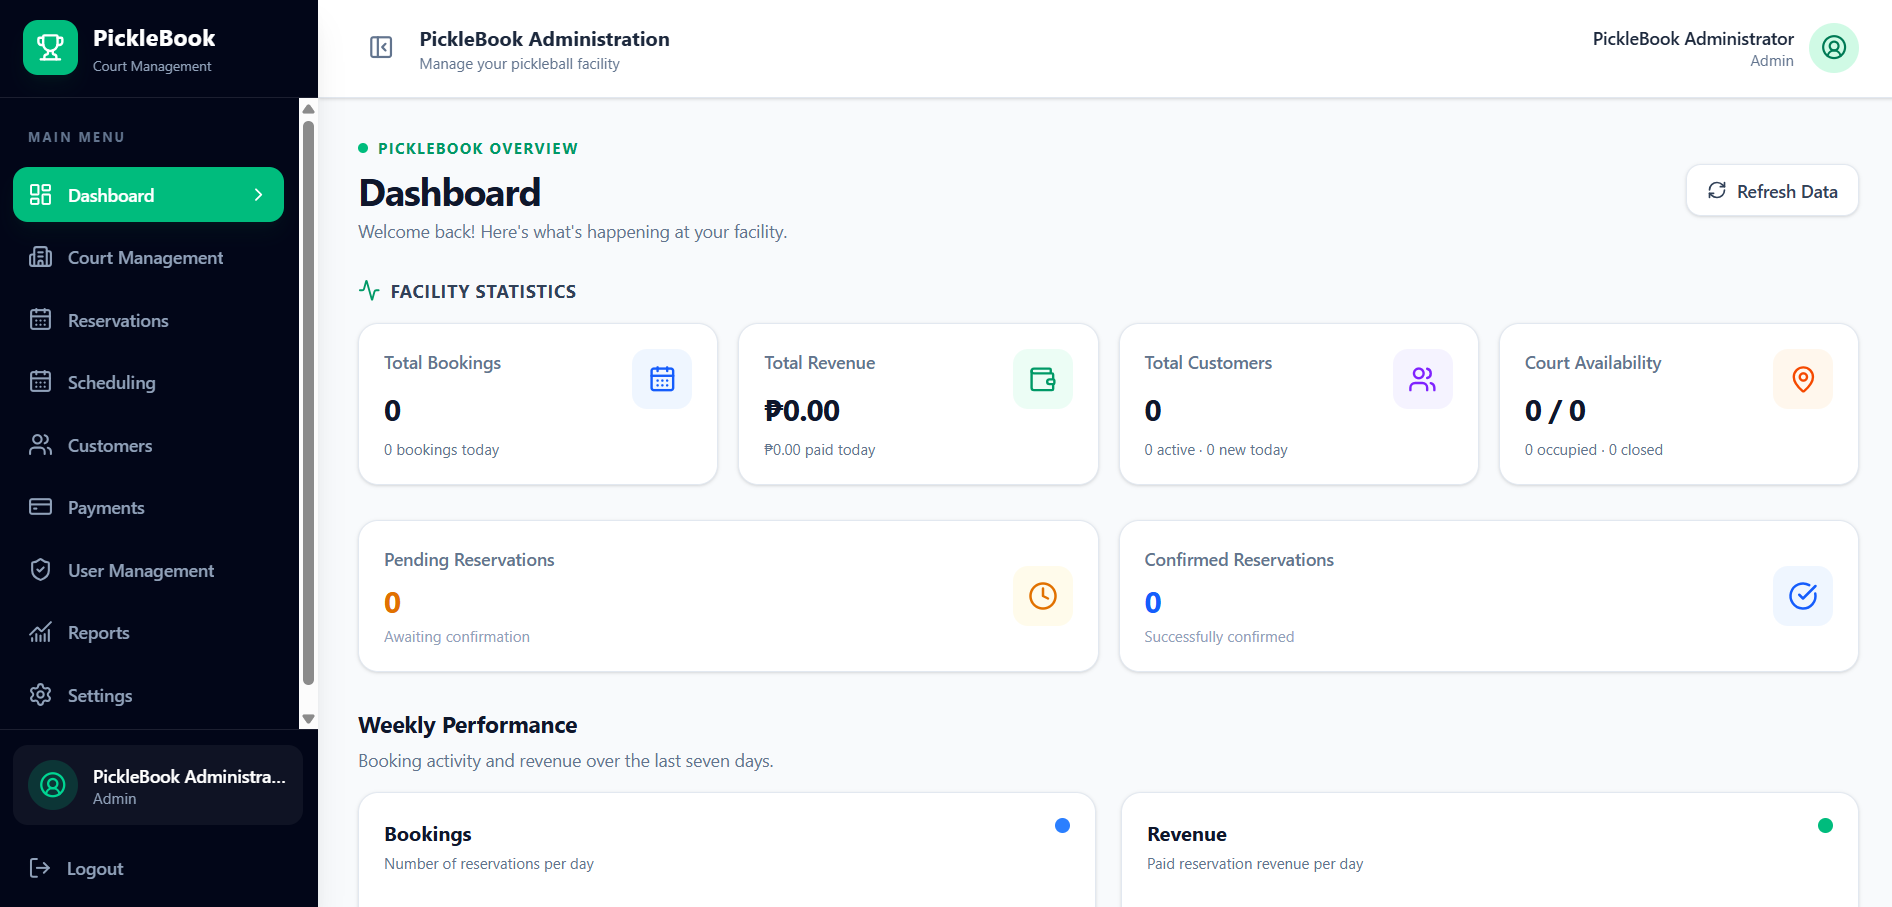 PickleBook
Court Management
MAIN MENU
Dashboard
Court Management
Reservations
Scheduling
Customers
Payments
User Management
Reports
Settings
PickleBook Administra...
Admin
Logout
PickleBook Administration
Manage your pickleball facility
PickleBook Administrator
Admin
PICKLEBOOK OVERVIEW
Dashboard
Welcome back! Here's what's happening at your facility.
Refresh Data
FACILITY STATISTICS
Total Bookings
0
0 bookings today
Total Revenue
₱0.00
₱0.00 paid today
Total Customers
0
0 active · 0 new today
Court Availability
0 / 0
0 occupied · 0 closed
Pending Reservations
0
Awaiting confirmation
Confirmed Reservations
0
Successfully confirmed
Weekly Performance
Booking activity and revenue over the last seven days.
Bookings
Number of reservations per day
Revenue
Paid reservation revenue per day